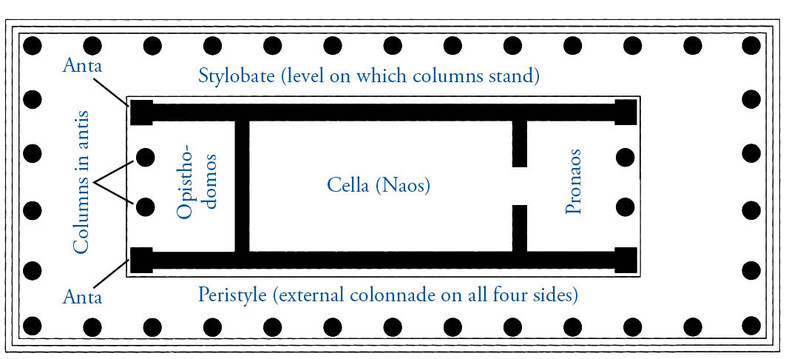 Anta
Stylobate (level on which columns stand)
Columns in antis
Opistho-
domos
Cella (Naos)
Pronaos
Anta
Peristyle (external colonnade on all four sides)